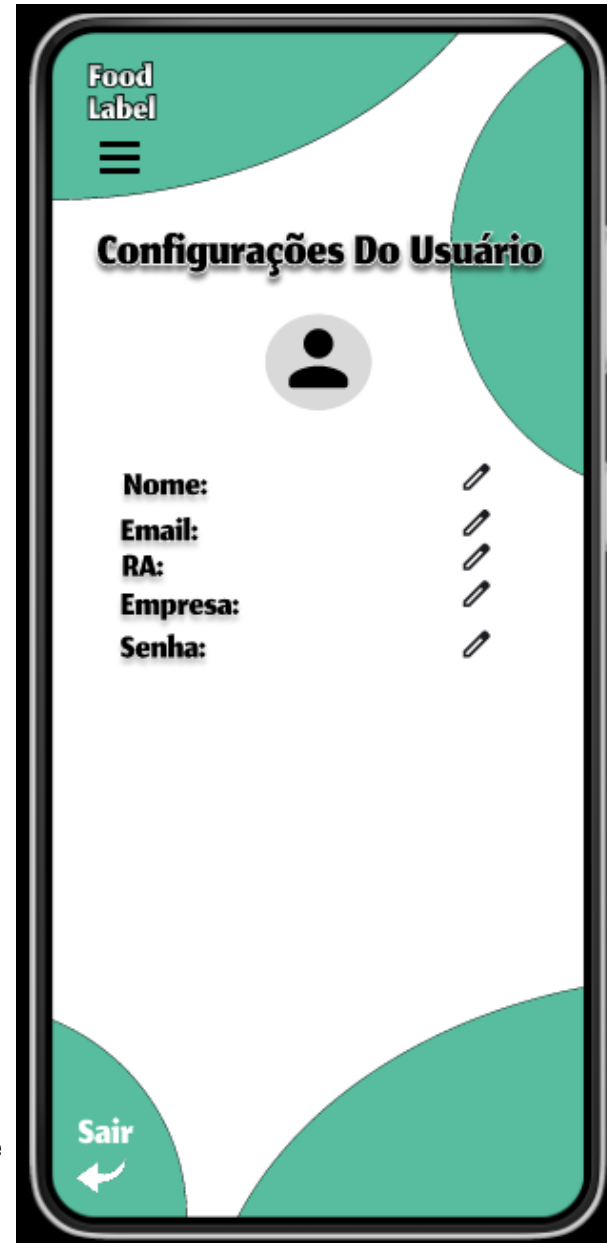 Food
Label
Configurações Do Usuário
Nome:
Email:
RA:
Empresa:
Senha:
Sair